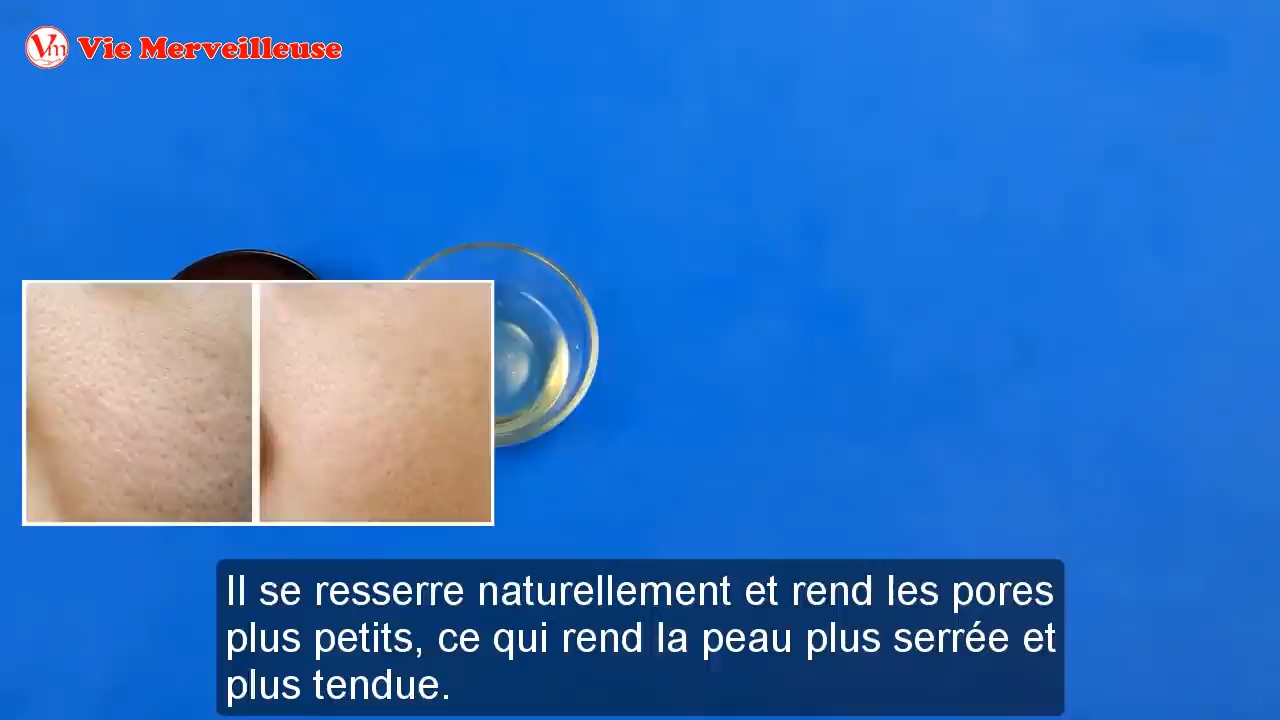 Vm Vie Merveilleuse
Il se resserre naturellement et rend les pores
plus petits, ce qui rend la peau plus serrée et
plus tendue.